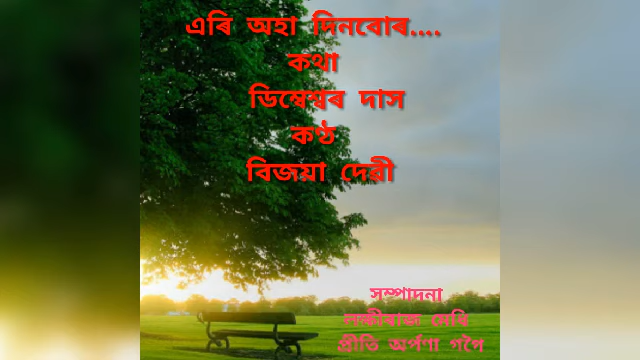 এৰি অহা দিনবোৰ....
কথা
ডিম্বেশ্বৰ দাস
কণ্ঠ
বিজয়া দেৱী
সম্পাদনা
দেৰি
প্ৰীতি অৰ্পণা গগৈ